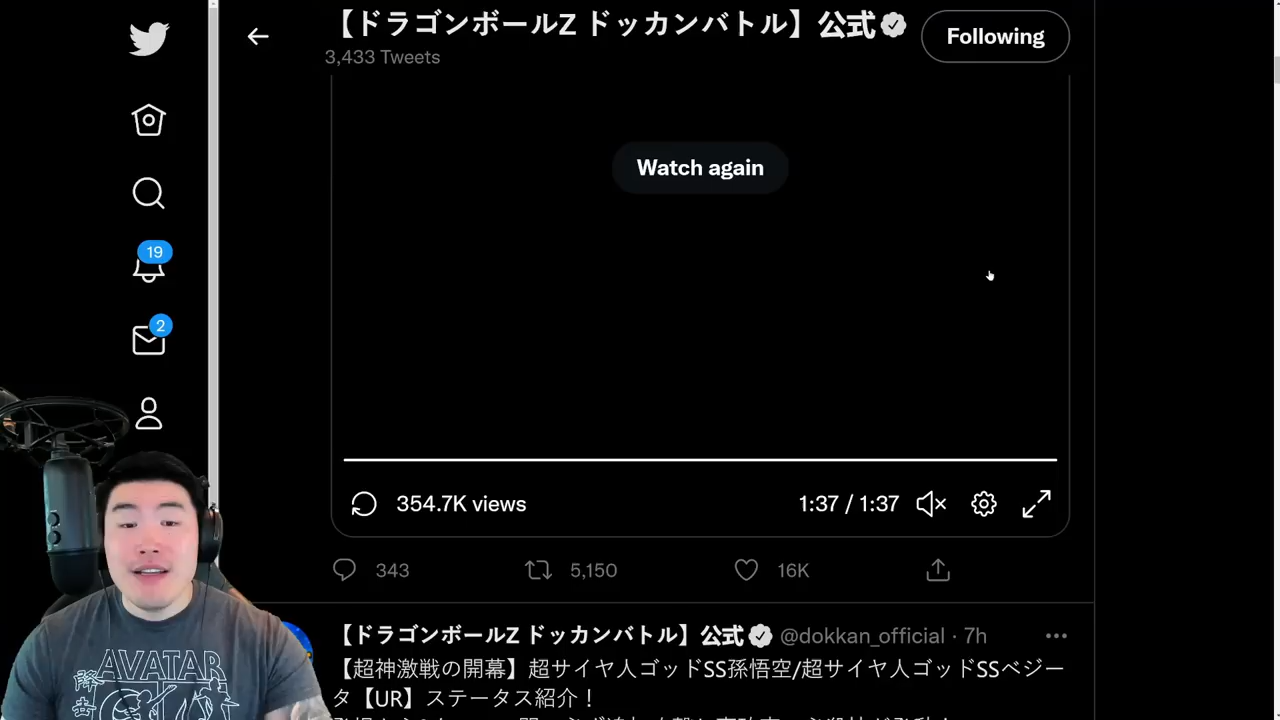 【ドラゴンボールZ ドッカンバトル】公式
3,433 Tweets
Following
19
2
Watch again
354.7K views
1:37 / 1:37
343
5,150
16K
【ドラゴンボールZ ドッカンバトル】公式 @dokkan_official · 7h
【超神激戦の開幕】超サイヤ人ゴッドSS孫悟空/超サイヤ人ゴッドSSベジー
タ【UR】ステータス紹介！
AVATAR